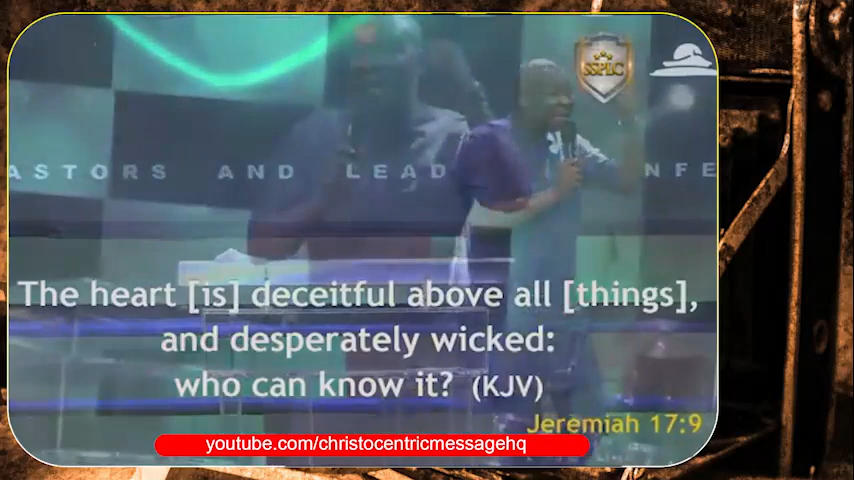 SSPLC
ASTORS AND LEAD NFE
The heart [is] deceitful above all [things],
and desperately wicked:
who can know it? (KJV)
Jeremiah 17:9
youtube.com/christocentricmessagehq